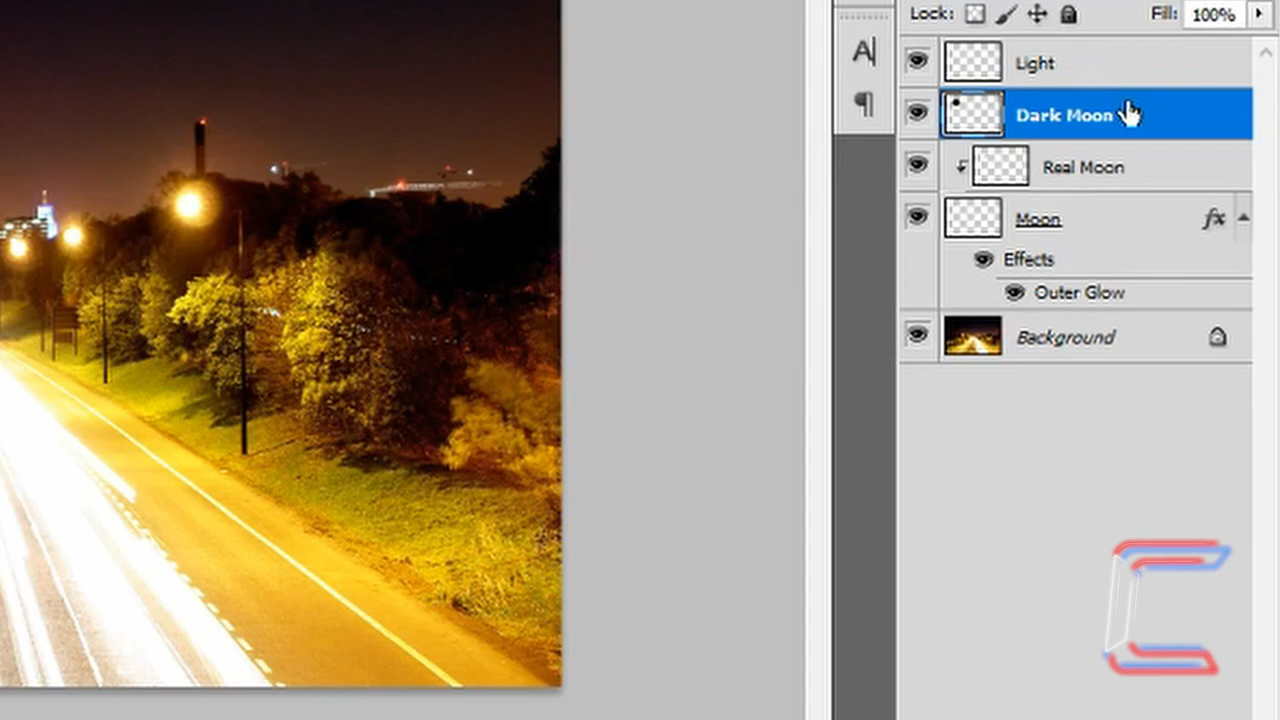 Lock: Fill: 100%
A
¶
Light
Dark Moon
Real Moon
Moon fx
Effects
Outer Glow
Background